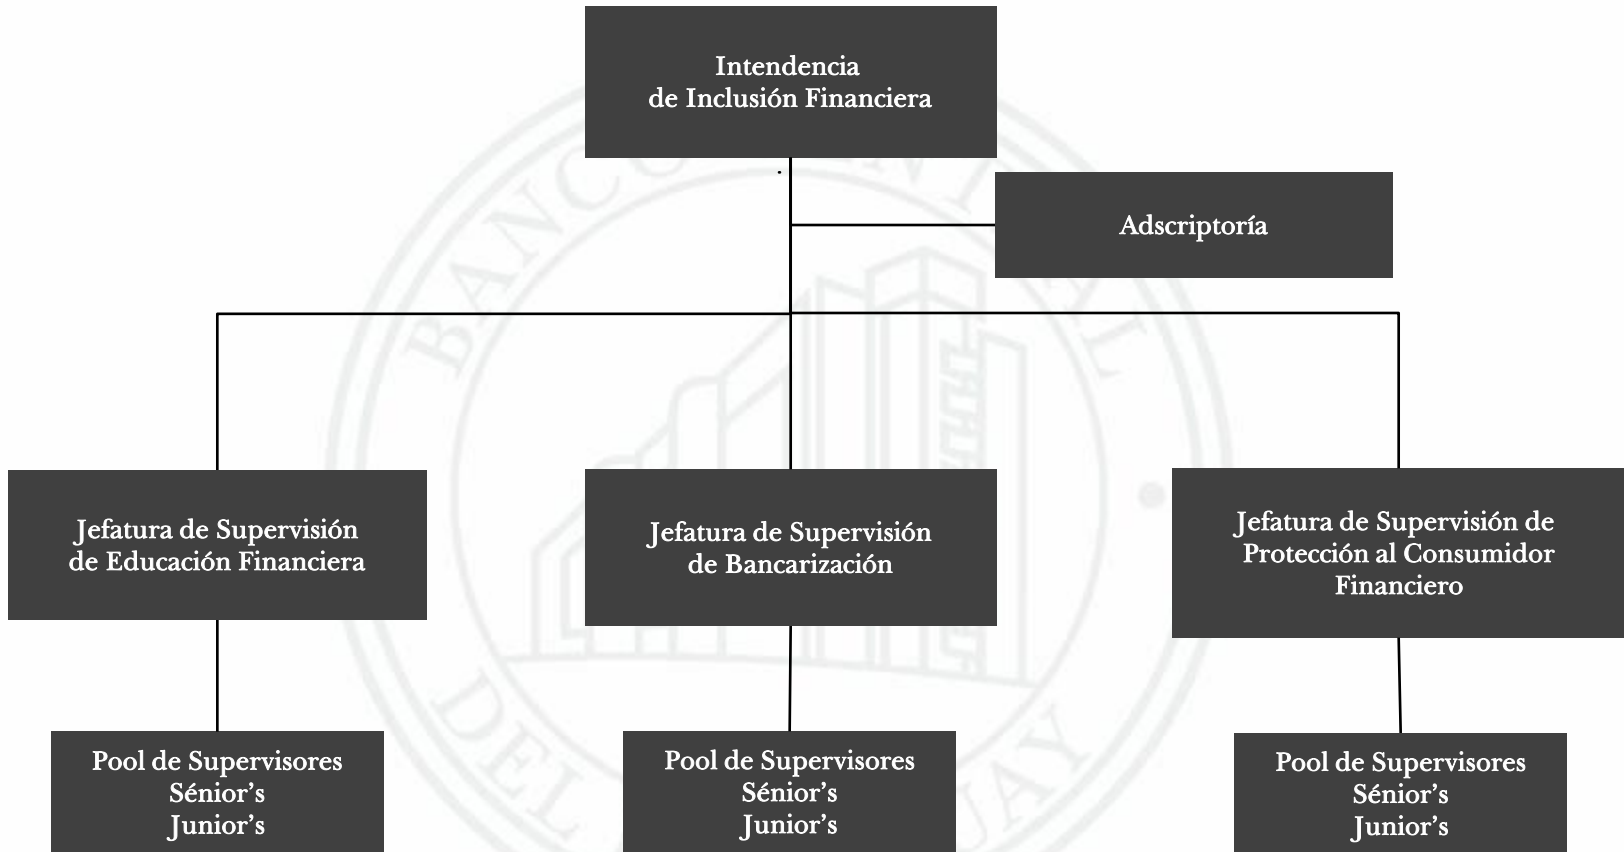 Intendencia
de Inclusión Financiera
Adscriptoría
Jefatura de Supervisión
de Educación Financiera
Jefatura de Supervisión
de Bancarización
Jefatura de Supervisión de
Protección al Consumidor
Financiero
Pool de Supervisores
Sénior’s
Junior’s
Pool de Supervisores
Sénior’s
Junior’s
Pool de Supervisores
Sénior’s
Junior’s
BANCO
DEL